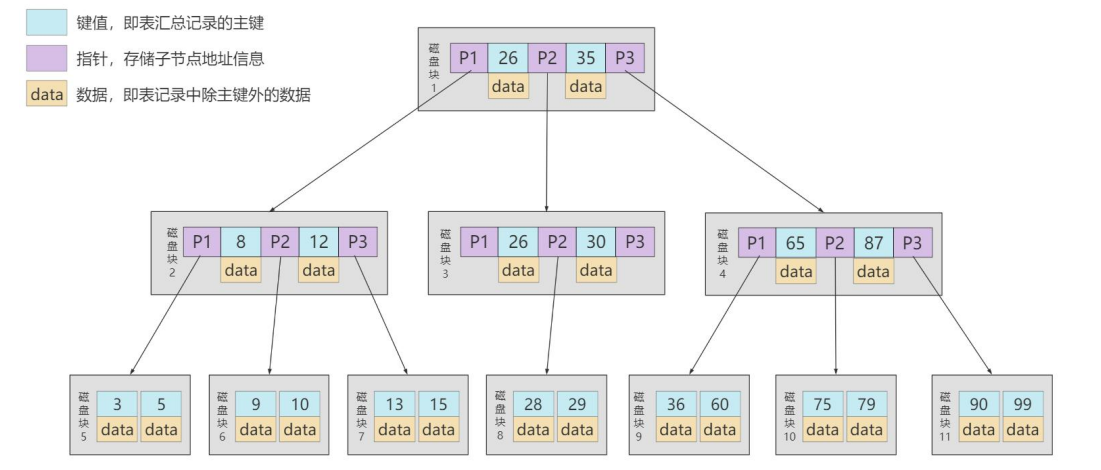 键值，即表汇总记录的主键
指针，存储子节点地址信息
data 数据，即表记录中除主键外的数据
磁盘块1 P1 26 P2 35 P3
data data
磁盘块2 P1 8 P2 12 P3
data data
磁盘块3 P1 26 P2 30 P3
data data
磁盘块4 P1 65 P2 87 P3
data data
磁盘块5 3 5
data data
磁盘块6 9 10
data data
磁盘块7 13 15
data data
磁盘块8 28 29
data data
磁盘块9 36 60
data data
磁盘块10 75 79
data data
磁盘块11 90 99
data data